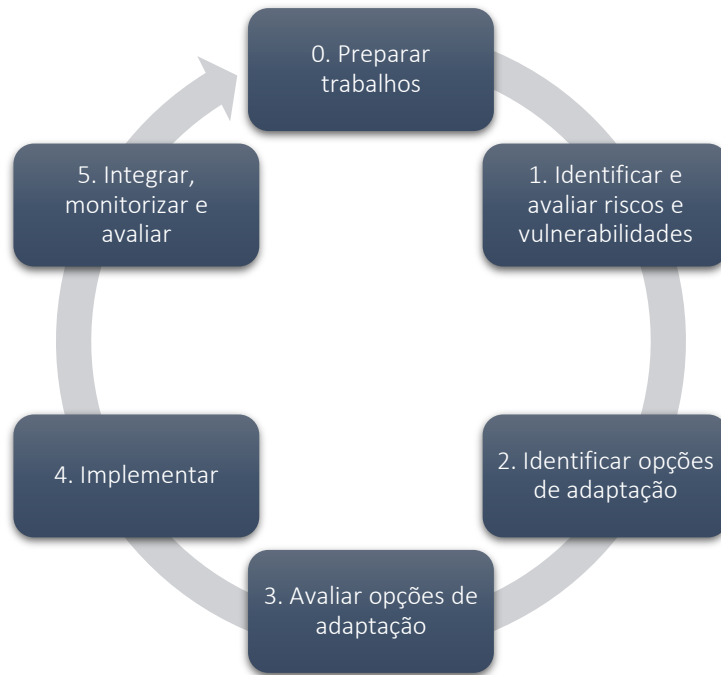 0. Preparar
trabalhos
1. Identificar e
avaliar riscos e
vulnerabilidades
2. Identificar opções
de adaptação
3. Avaliar opções de
adaptação
4. Implementar
5. Integrar,
monitorizar e
avaliar